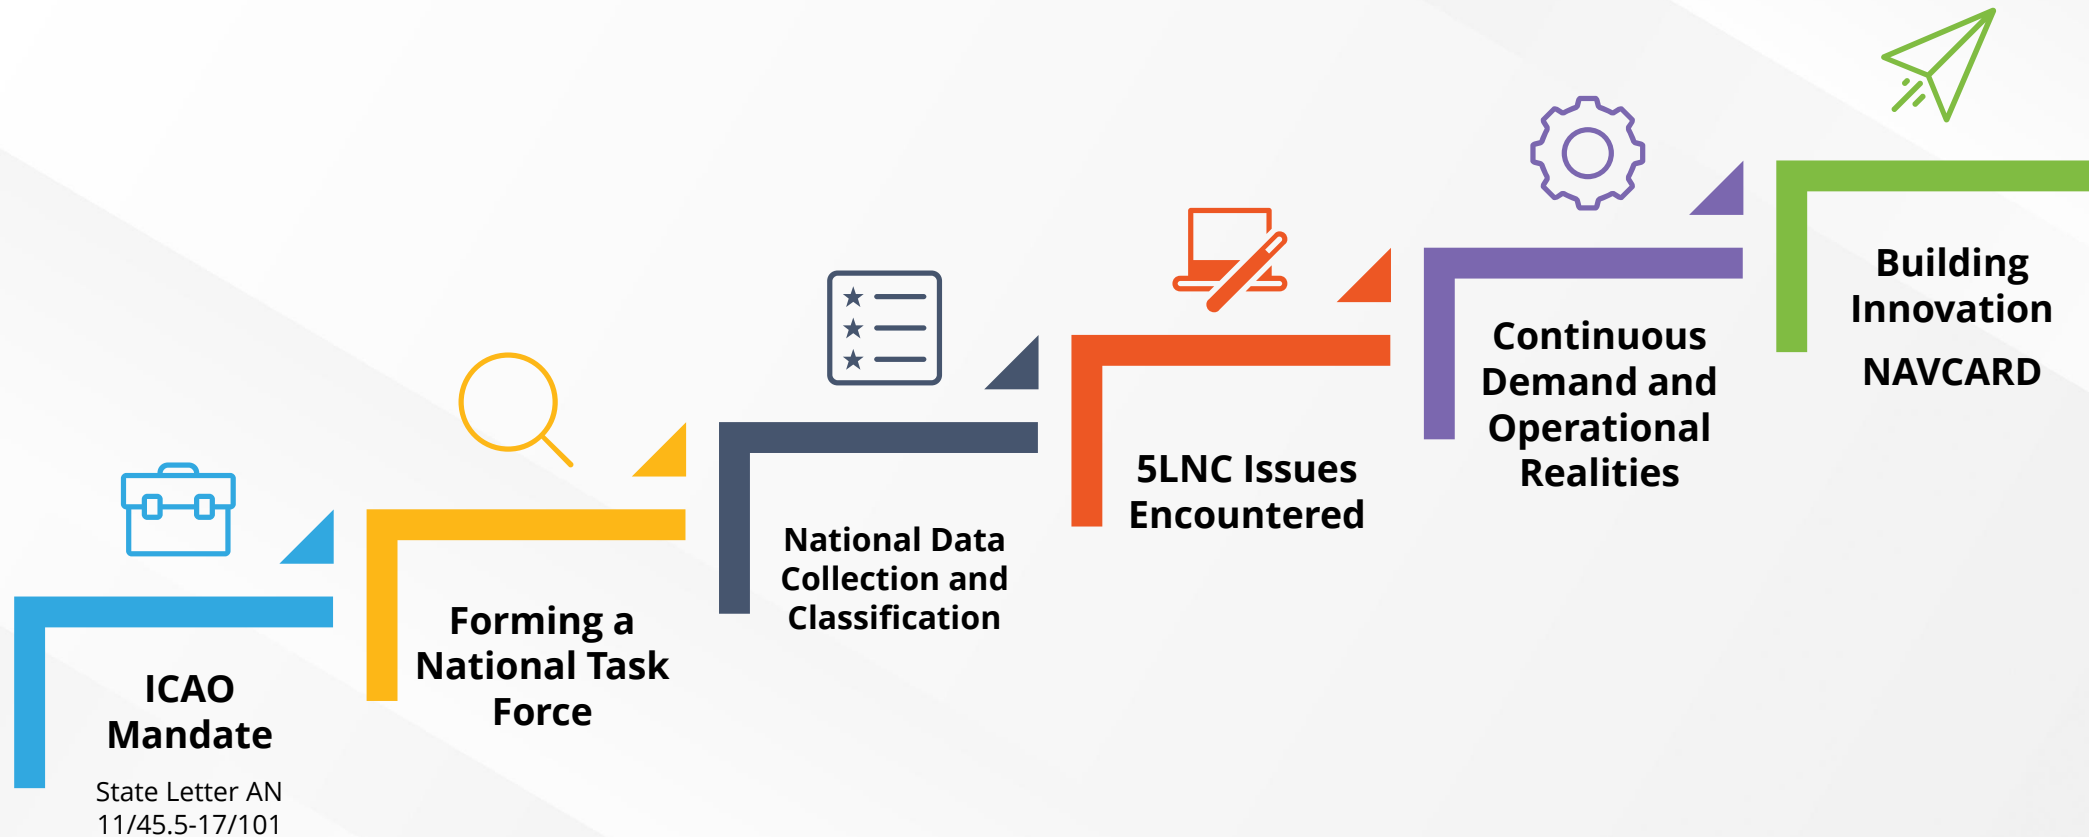 ICAO
Mandate
State Letter AN
11/45.5-17/101
Forming a
National Task
Force
National Data
Collection and
Classification
5LNC Issues
Encountered
Continuous
Demand and
Operational
Realities
Building
Innovation
NAVCARD